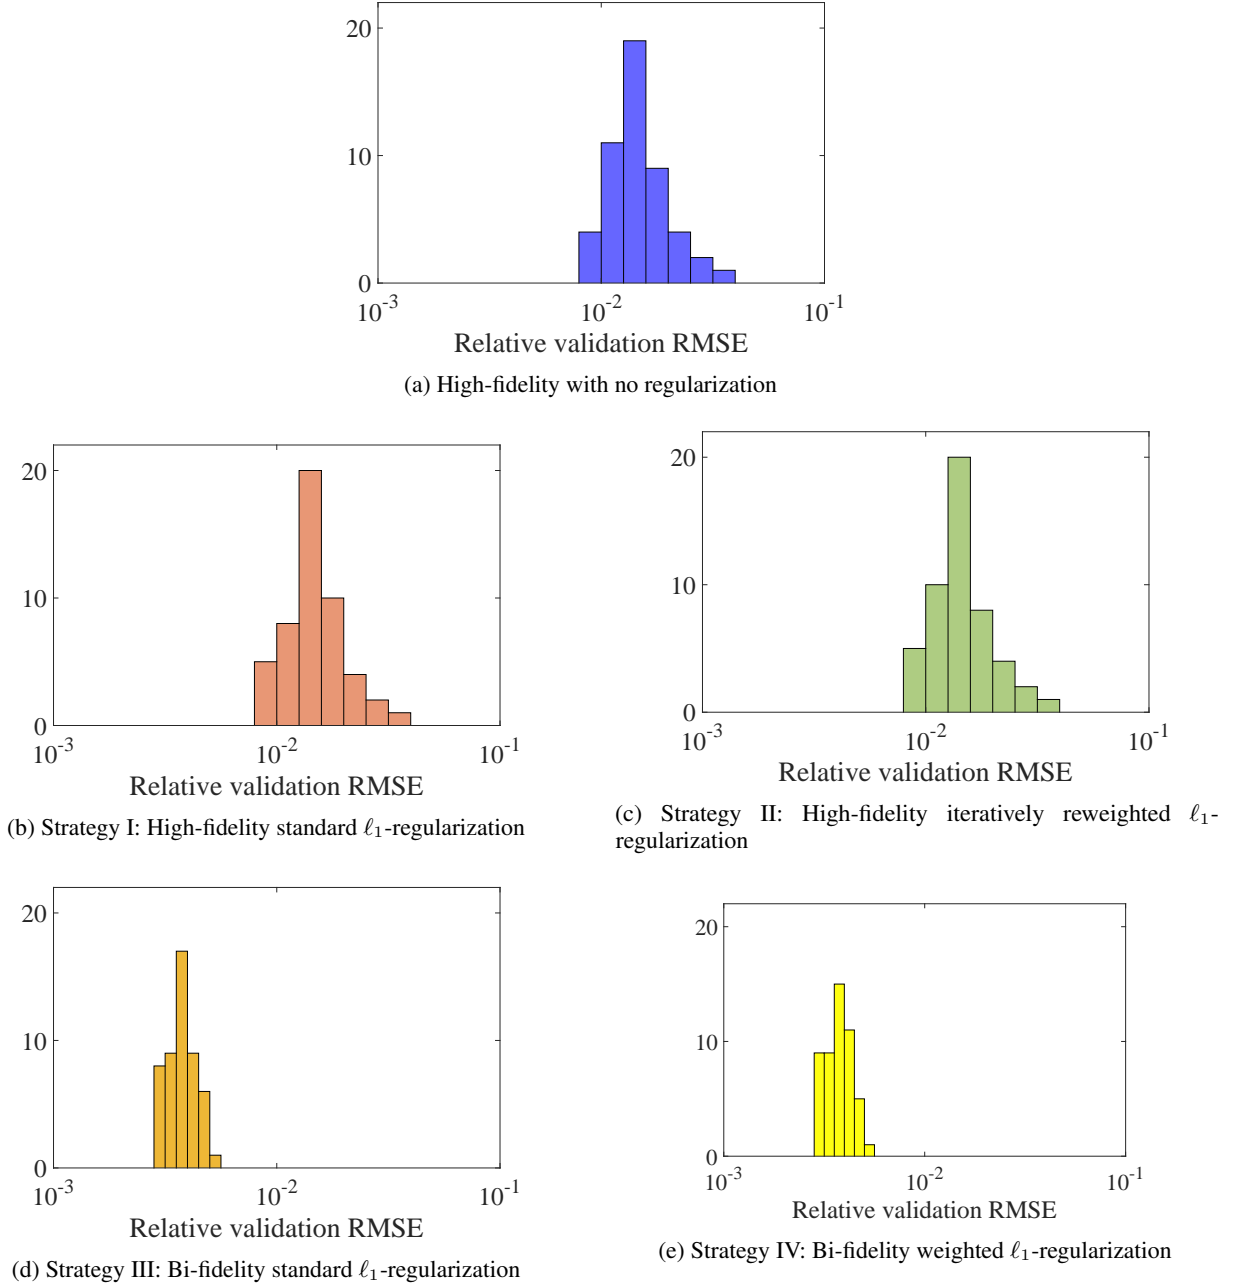 20
10
0
10⁻³ 10⁻² 10⁻¹
Relative validation RMSE
(a) High-fidelity with no regularization
20
10
0
10⁻³ 10⁻² 10⁻¹
Relative validation RMSE
(b) Strategy I: High-fidelity standard ℓ₁-regularization
20
10
0
10⁻³ 10⁻² 10⁻¹
Relative validation RMSE
(c) Strategy II: High-fidelity iteratively reweighted ℓ₁-
regularization
20
10
0
10⁻³ 10⁻² 10⁻¹
Relative validation RMSE
(d) Strategy III: Bi-fidelity standard ℓ₁-regularization
20
10
0
10⁻³ 10⁻² 10⁻¹
Relative validation RMSE
(e) Strategy IV: Bi-fidelity weighted ℓ₁-regularization